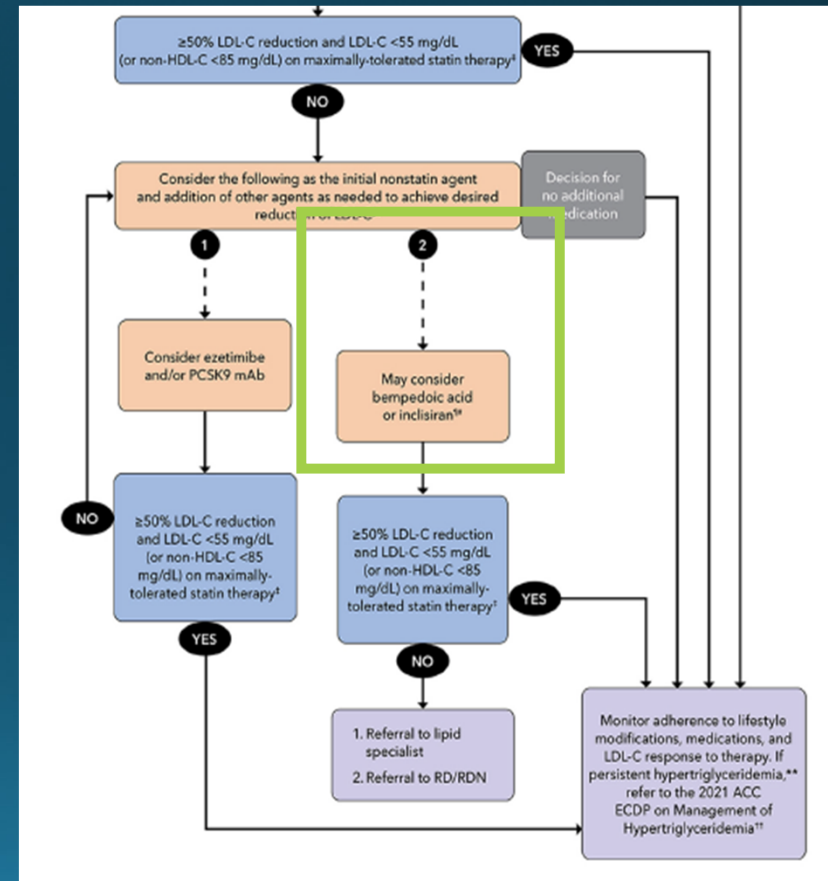 ≥50% LDL-C reduction and LDL-C <55 mg/dL
(or non-HDL-C <85 mg/dL) on maximally-tolerated statin therapy‡
YES
NO
Consider the following as the initial nonstatin agent
and addition of other agents as needed to achieve desired
reduction of LDL-C
Decision for
no additional
medication
1
2
Consider ezetimibe
and/or PCSK9 mAb
May consider
bempedoic acid
or inclisiran¶#
NO
≥50% LDL-C reduction
and LDL-C <55 mg/dL
(or non-HDL-C <85
mg/dL) on maximally-
tolerated statin therapy‡
≥50% LDL-C reduction
and LDL-C <55 mg/dL
(or non-HDL-C <85
mg/dL) on maximally-
tolerated statin therapy‡
YES
YES
NO
1. Referral to lipid
specialist
2. Referral to RD/RDN
Monitor adherence to lifestyle
modifications, medications, and
LDL-C response to therapy. If
persistent hypertriglyceridemia,**
refer to the 2021 ACC
ECDP on Management of
Hypertriglyceridemia††